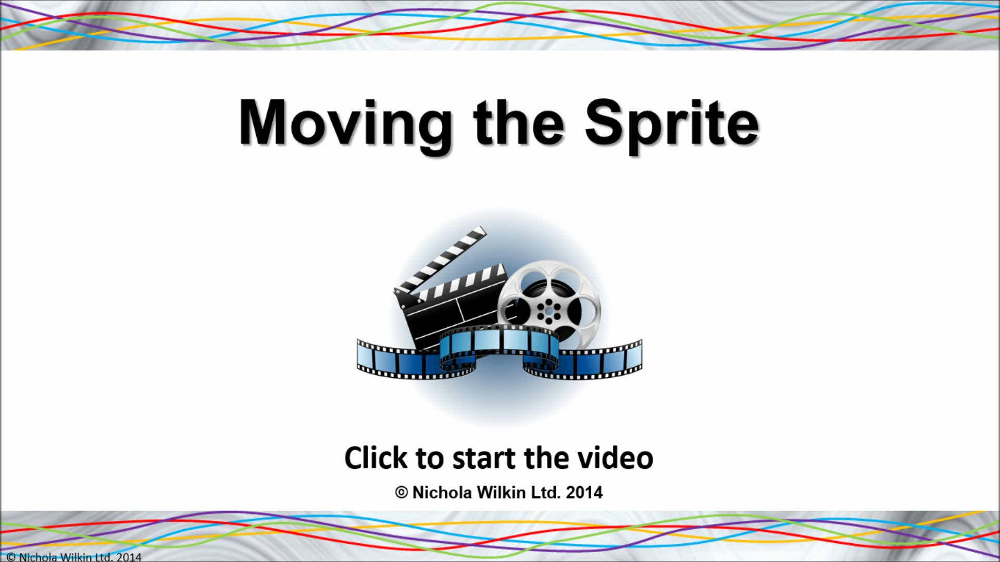 Moving the Sprite
Click to start the video
© Nichola Wilkin Ltd. 2014
© Nichola Wilkin Ltd. 2014